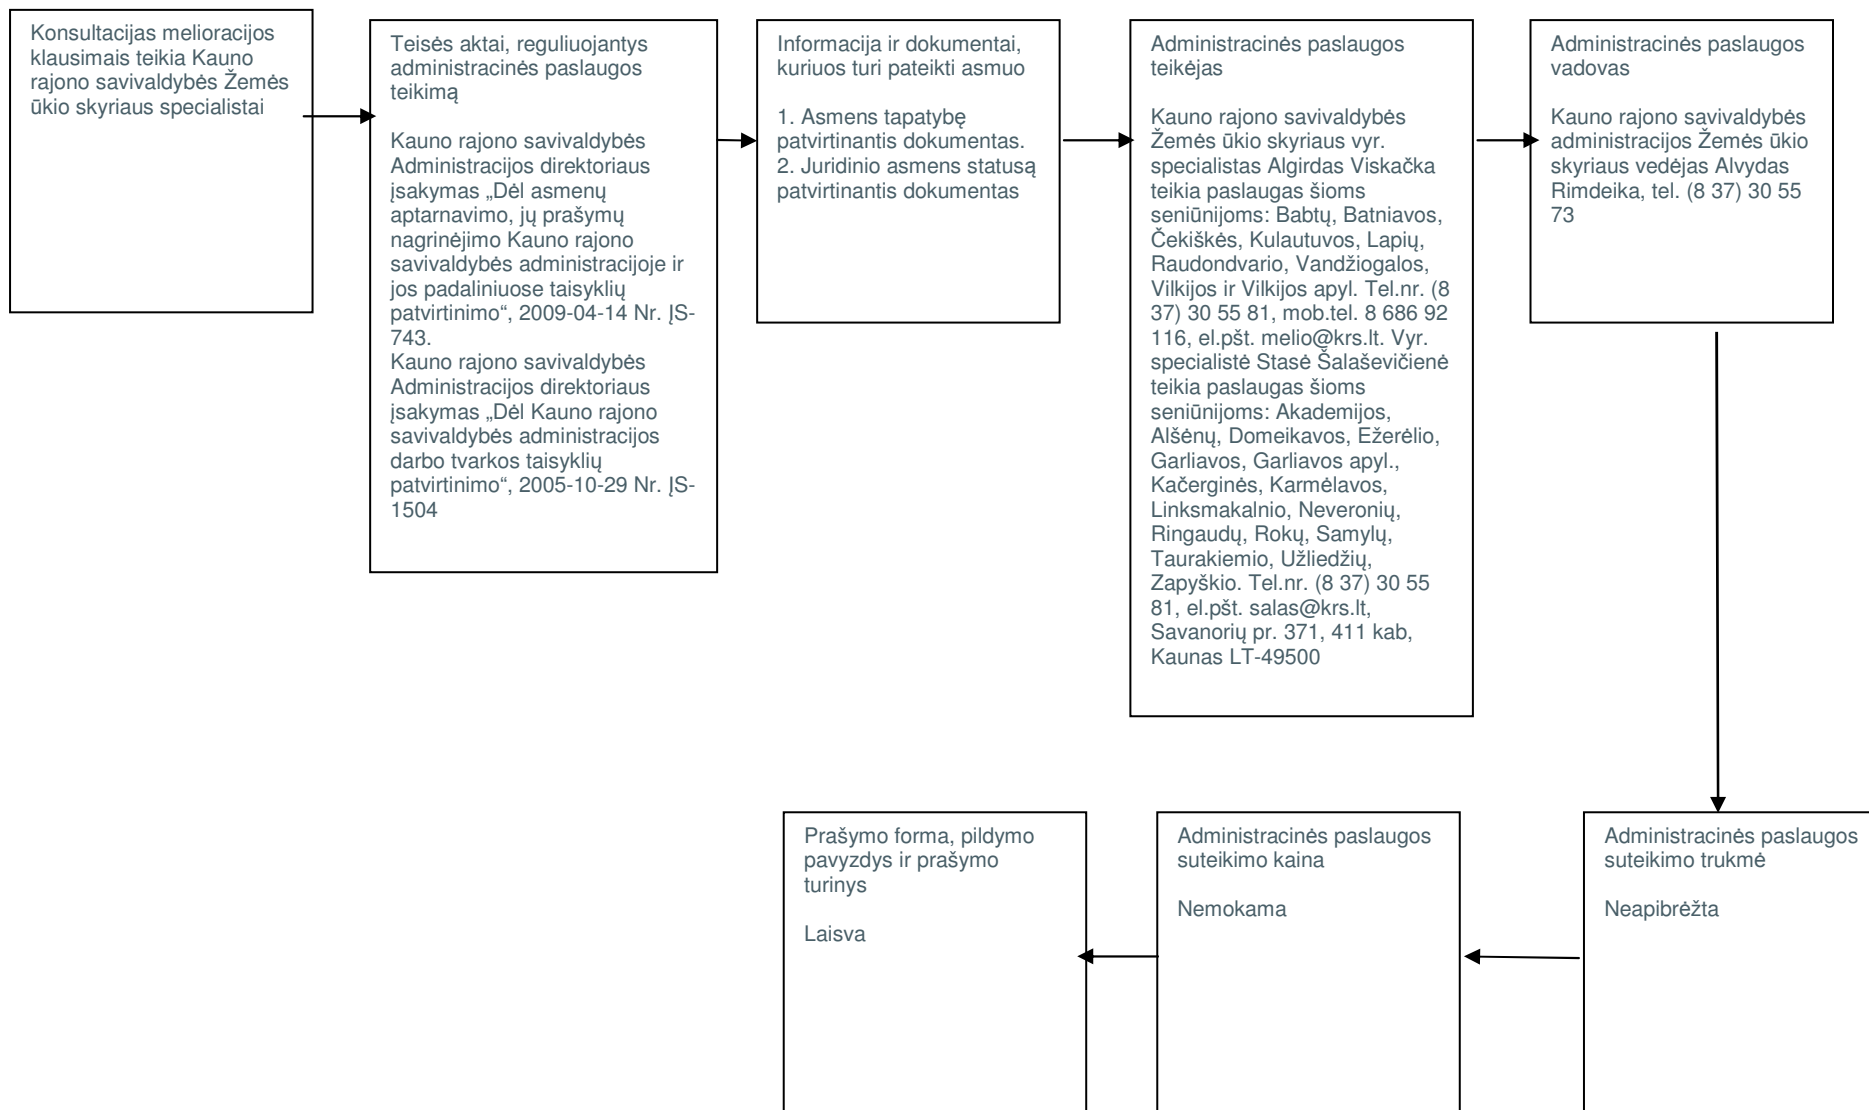 Konsultacijas melioracijos
klausimais teikia Kauno
rajono savivaldybės Žemės
ūkio skyriaus specialistai
Teisės aktai, reguliuojantys
administracinės paslaugos
teikimą
Kauno rajono savivaldybės
Administracijos direktoriaus
įsakymas „Dėl asmenų
aptarnavimo, jų prašymų
nagrinėjimo Kauno rajono
savivaldybės administracijoje ir
jos padaliniuose taisyklių
patvirtinimo“, 2009-04-14 Nr. ĮS-
743.
Kauno rajono savivaldybės
Administracijos direktoriaus
įsakymas „Dėl Kauno rajono
savivaldybės administracijos
darbo tvarkos taisyklių
patvirtinimo“, 2005-10-29 Nr. ĮS-
1504
Informacija ir dokumentai,
kuriuos turi pateikti asmuo
1. Asmens tapatybę
patvirtinantis dokumentas.
2. Juridinio asmens statusą
patvirtinantis dokumentas
Administracinės paslaugos
teikėjas
Kauno rajono savivaldybės
Žemės ūkio skyriaus vyr.
specialistas Algirdas Viskačka
teikia paslaugas šioms
seniūnijoms: Babtų, Batniavos,
Čekiškės, Kulautuvos, Lapių,
Raudondvario, Vandžiogalos,
Vilkijos ir Vilkijos apyl. Tel.nr. (8
37) 30 55 81, mob.tel. 8 686 92
116, el.pšt. melio@krs.lt. Vyr.
specialistė Stasė Šalaševičienė
teikia paslaugas šioms
seniūnijoms: Akademijos,
Alšėnų, Domeikavos, Ežerėlio,
Garliavos, Garliavos apyl.,
Kačerginės, Karmėlavos,
Linksmakalnio, Neveronių,
Ringaudų, Rokų, Samylų,
Taurakiemio, Užliedžių,
Zapyškio. Tel.nr. (8 37) 30 55
81, el.pšt. salas@krs.lt,
Savanorių pr. 371, 411 kab,
Kaunas LT-49500
Administracinės paslaugos
vadovas
Kauno rajono savivaldybės
administracijos Žemės ūkio
skyriaus vedėjas Alvydas
Rimdeika, tel. (8 37) 30 55
73
Administracinės paslaugos
suteikimo trukmė
Neapibrėžta
Administracinės paslaugos
suteikimo kaina
Nemokama
Prašymo forma, pildymo
pavyzdys ir prašymo
turinys
Laisva